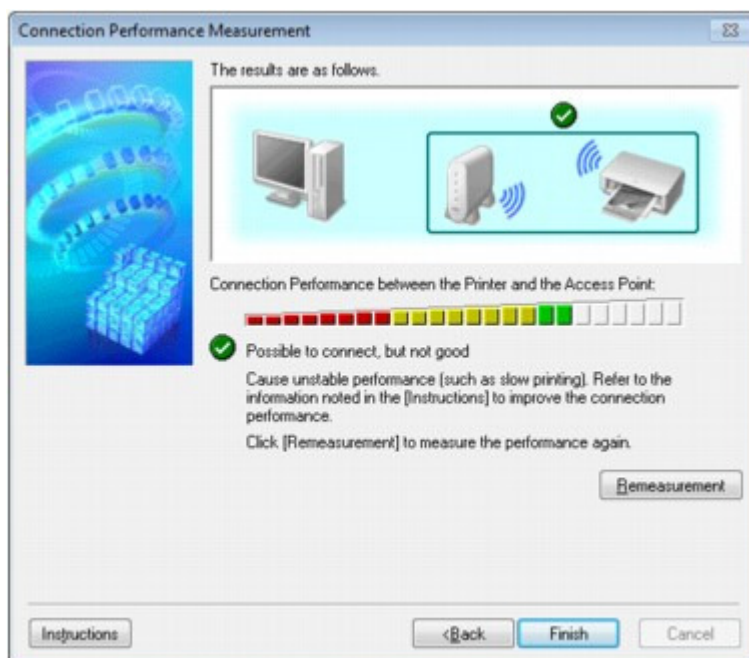 Connection Performance Measurement
The results are as follows.
Connection Performance between the Printer and the Access Point:
Possible to connect, but not good
Cause unstable performance (such as slow printing). Refer to the
information noted in the [Instructions] to improve the connection
performance.
Click [Remeasurement] to measure the performance again.
Remeasurement
Instructions
<Back
Finish
Cancel